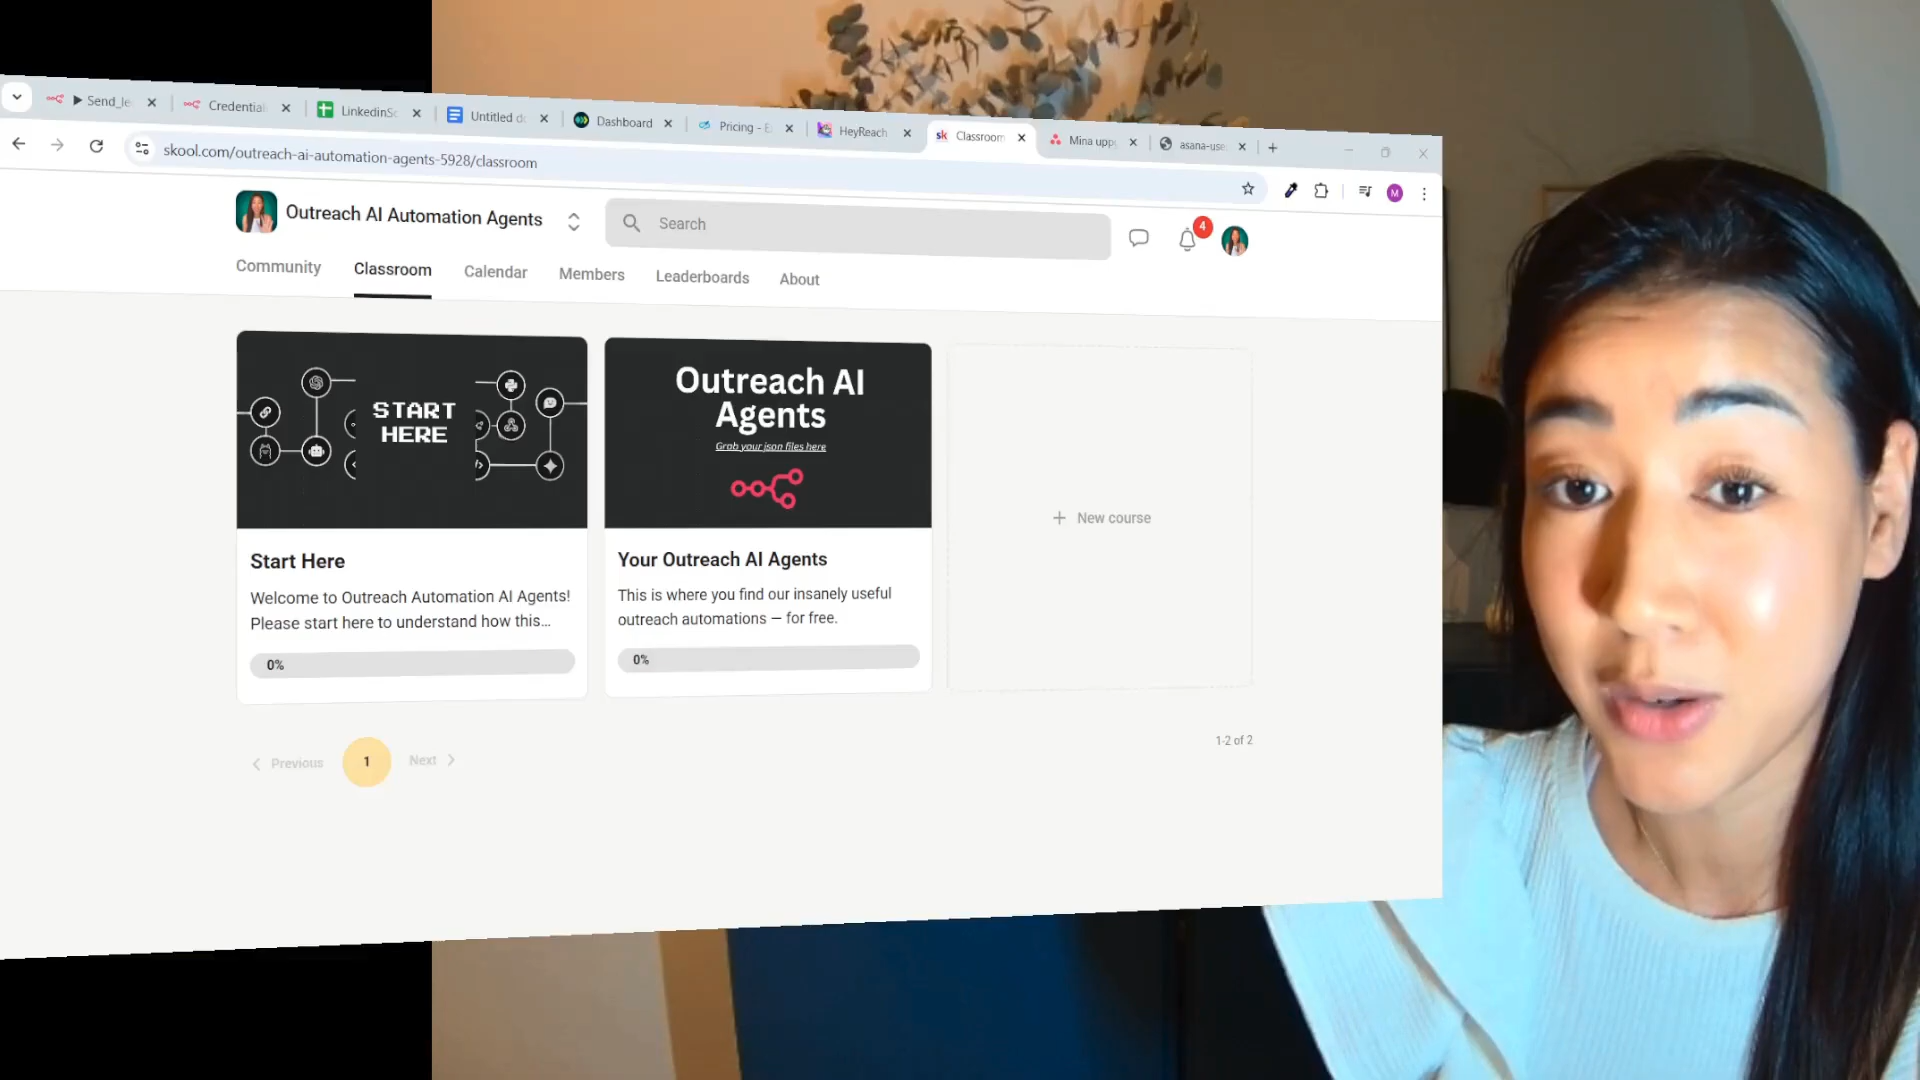 Send_le
Credential
LinkedinSc
Untitled do
Dashboard
Pricing - E
HeyReach
Classroom
Mina uppg
asana-use
skool.com/outreach-ai-automation-agents-5928/classroom
M
Outreach AI Automation Agents
Search
4
Community
Classroom
Calendar
Members
Leaderboards
About
START
HERE
Outreach AI
Agents
Grab your json files here
Start Here
Welcome to Outreach Automation AI Agents!
Please start here to understand how this...
0%
Your Outreach AI Agents
This is where you find our insanely useful
outreach automations — for free.
0%
New course
Previous
1
Next
1-2 of 2